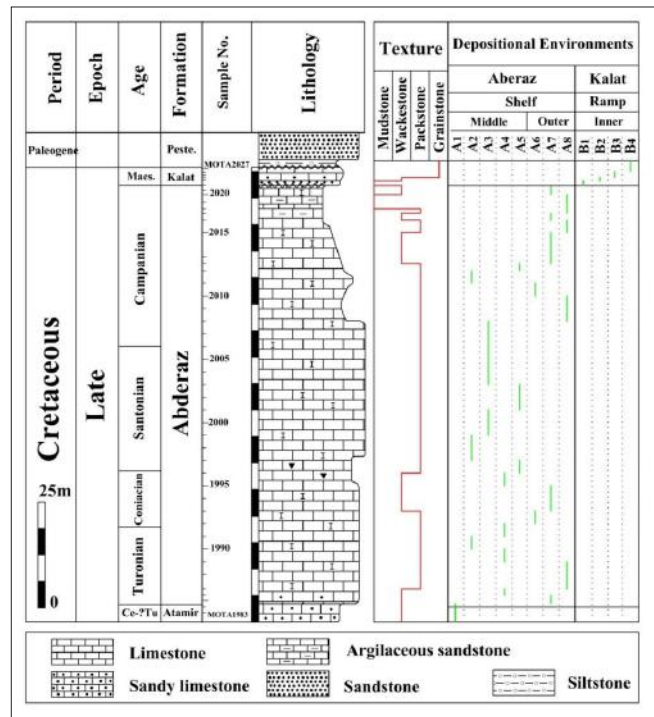 Period
Epoch
Age
Formation
Sample No.
Lithology
Texture
Mudstone
Wackestone
Packstone
Grainstone
Depositional Environments
Aberaz
Kalat
Shelf
Ramp
Middle
Outer
Inner
A1
A2
A3
A4
A5
A6
A7
A8
B1
B2
B3
B4
Paleogene
Peste.
MOTA2027
Maes.
Kalat
2020
2015
Campanian
2010
2005
Cretaceous
Late
Abderaz
Santonian
2000
1995
Coniacian
25m
0
1990
Turonian
Ce-?Tu
Atamir
MOTA1983
Limestone
Argilaceous sandstone
Sandy limestone
Sandstone
Siltstone